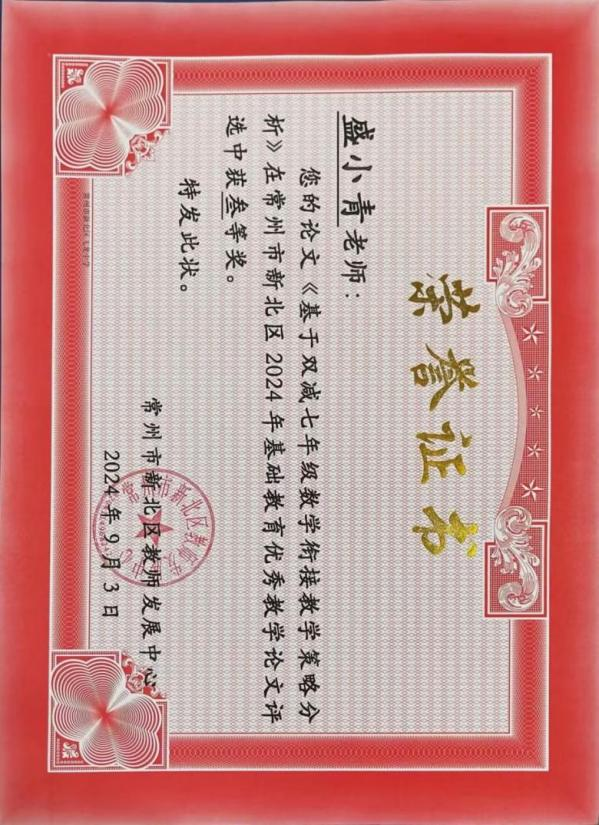 荣誉证书
盛小青老师：
您的论文《基于双减七年级数学衔接教学策略分
析》在常州市新北区2024年基础教育优秀教学论文评
选中获叁等奖。
特发此状。
常州市新北区教师发展中心
2024年9月3日